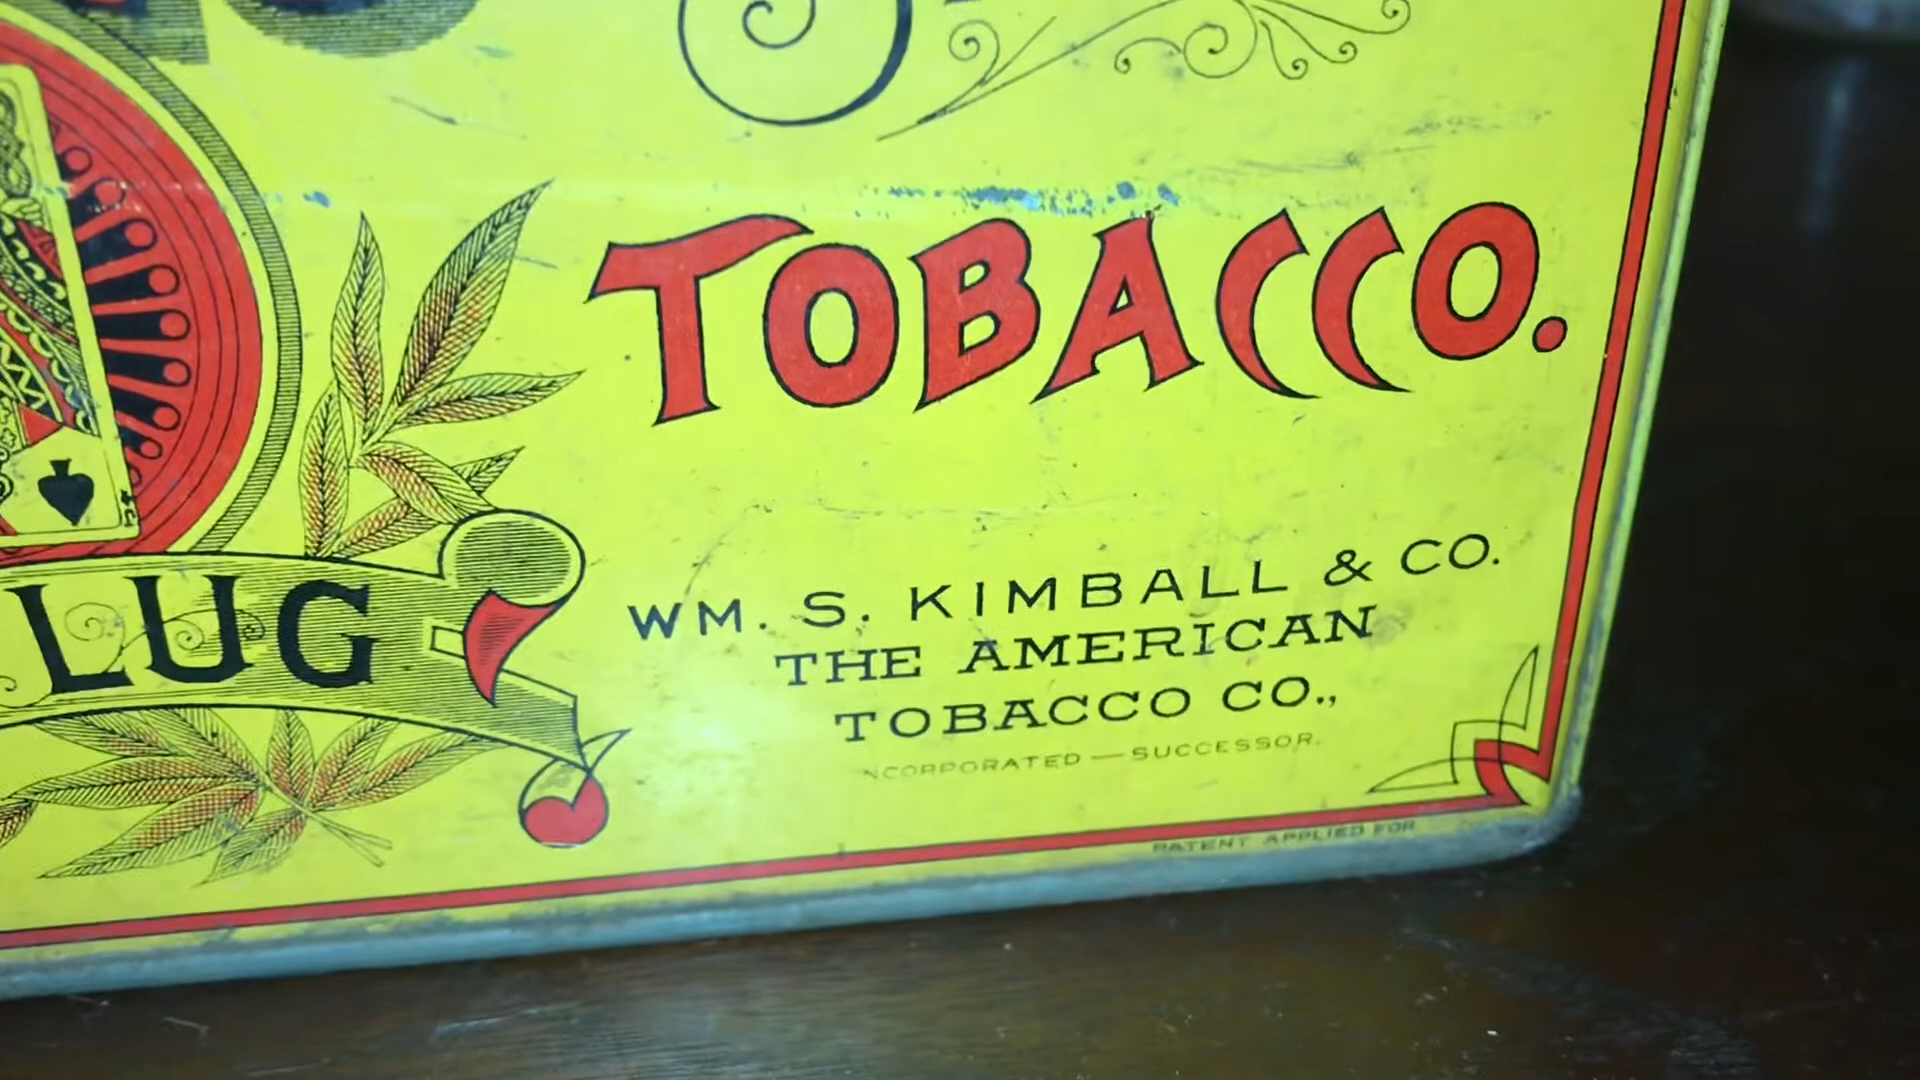 TOBACCO.
LUG
WM. S. KIMBALL & CO.
THE AMERICAN
TOBACCO CO.,
INCORPORATED — SUCCESSOR.
PATENT APPLIED FOR